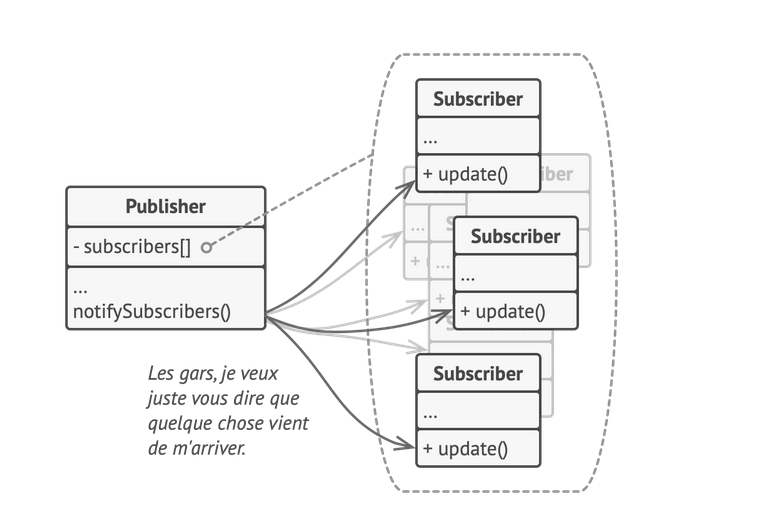 Publisher
- subscribers[]
...
notifySubscribers()
Les gars, je veux
juste vous dire que
quelque chose vient
de m'arriver.
Subscriber
...
+ update()
Subscriber
...
+ update()
Subscriber
...
+ update()
iber
...
+
...
+